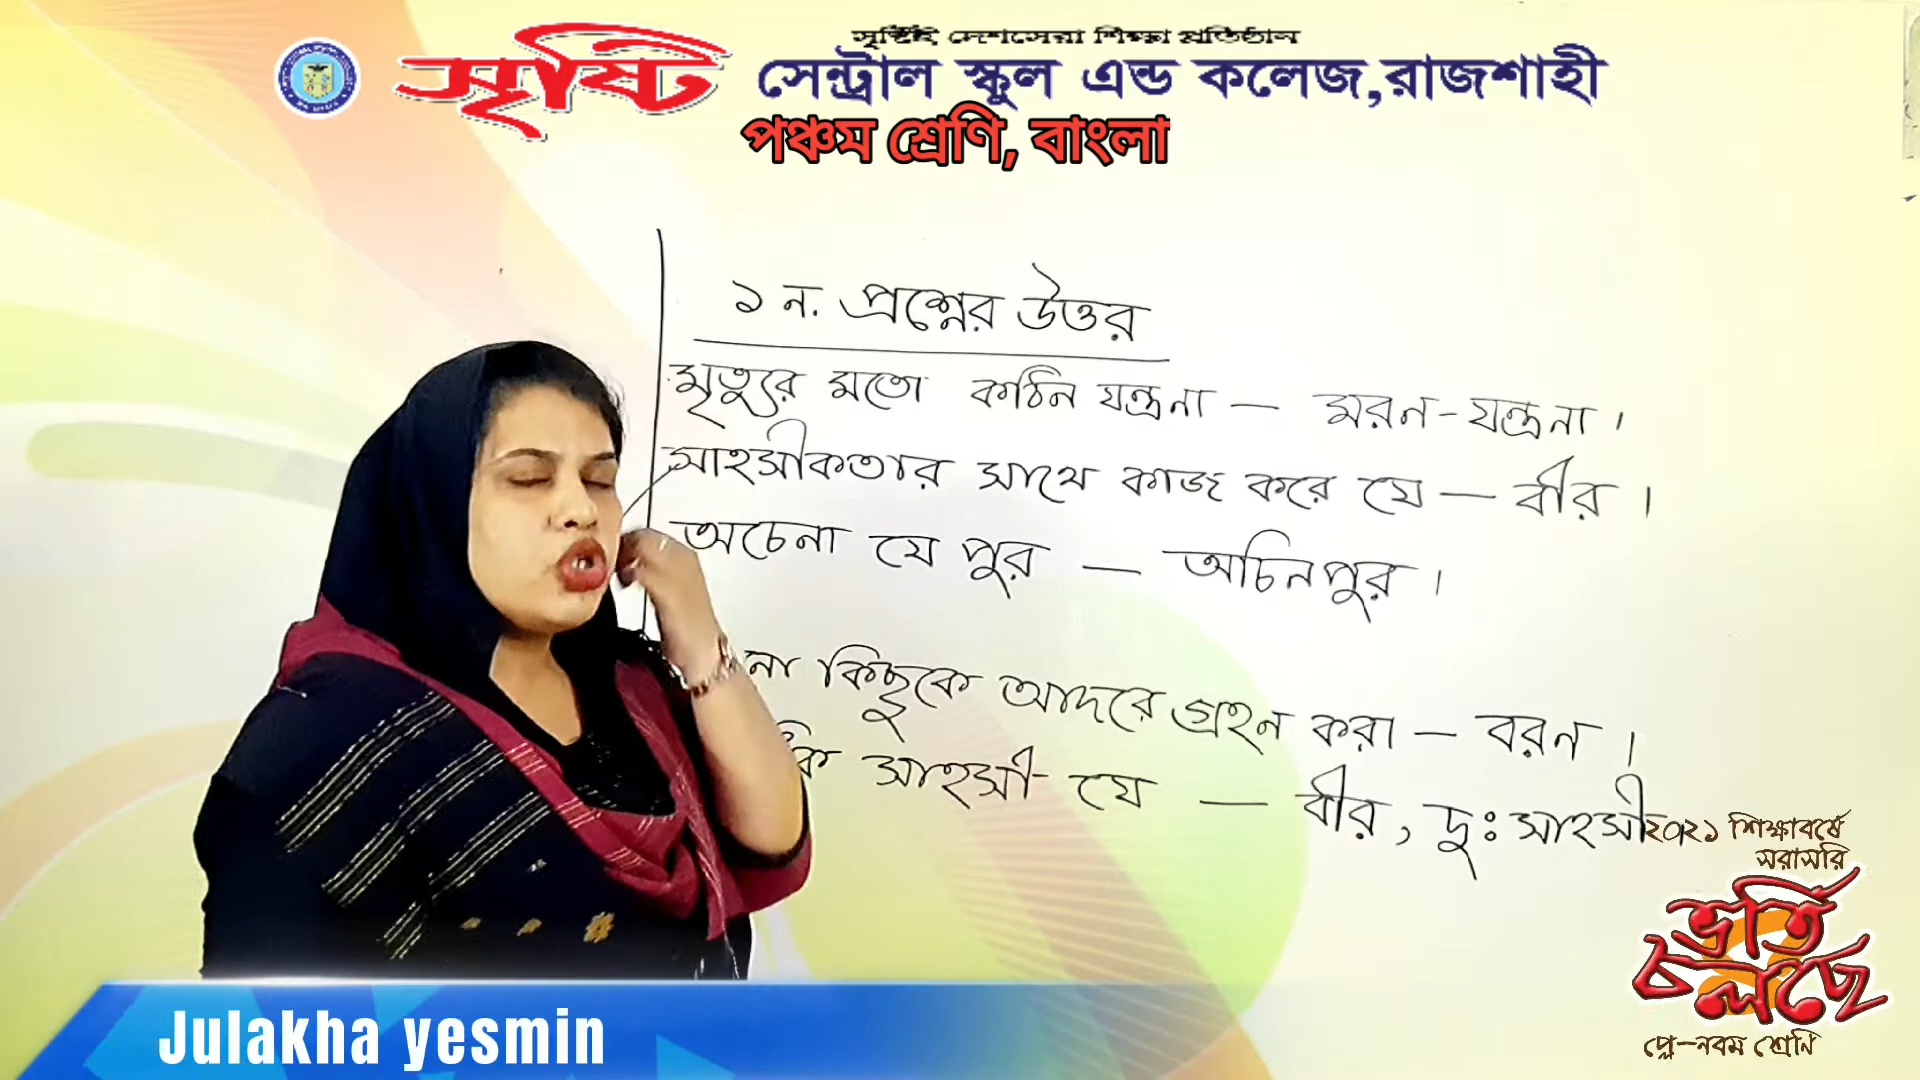 সৃষ্টিই দেশসেরা শিক্ষা প্রতিষ্ঠান
সৃষ্টি সেন্ট্রাল স্কুল এন্ড কলেজ,রাজশাহী
পঞ্চম শ্রেণি, বাংলা
১ ন. প্রশ্নের উত্তর
মৃত্যুর মতো কঠিন যন্ত্রনা — মরন-যন্ত্রনা ।
সাহসীকতার সাথে কাজ করে যে — বীর ।
অচেনা যে পুর — অচিনপুর ।
না কিছুকে আদরে গ্রহন করা — বরন ।
সাহসী যে — বীর, দুঃসাহসী
২০২১ শিক্ষাবর্ষে
সরাসরি
ভর্তি
চলছে
প্লে-নবম শ্রেণি
Julakha yesmin